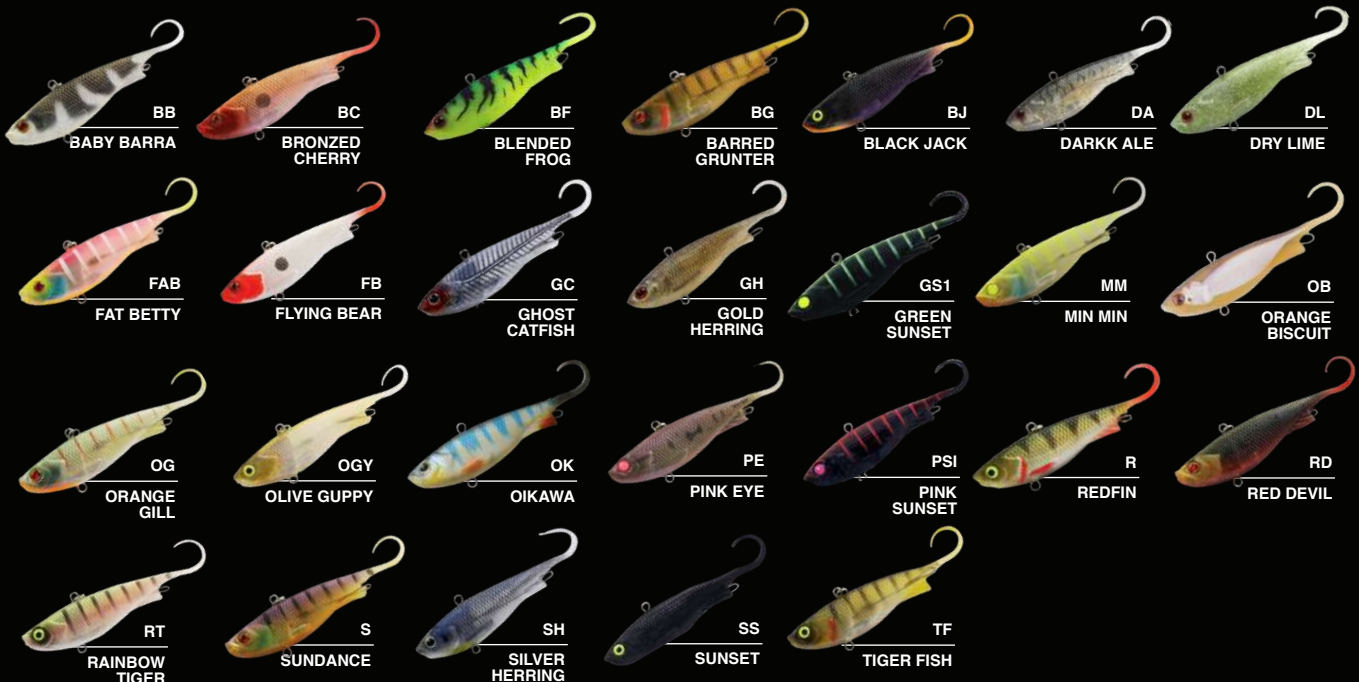 BB
BABY BARRA
BC
BRONZED
CHERRY
BF
BLENDED
FROG
BG
BARRED
GRUNTER
BJ
BLACK JACK
DA
DARKK ALE
DL
DRY LIME
FAB
FAT BETTY
FB
FLYING BEAR
GC
GHOST
CATFISH
GH
GOLD
HERRING
GS1
GREEN
SUNSET
MM
MIN MIN
OB
ORANGE
BISCUIT
OG
ORANGE
GILL
OGY
OLIVE GUPPY
OK
OIKAWA
PE
PINK EYE
PSI
PINK
SUNSET
R
REDFIN
RD
RED DEVIL
RT
RAINBOW
TIGER
S
SUNDANCE
SH
SILVER
HERRING
SS
SUNSET
TF
TIGER FISH